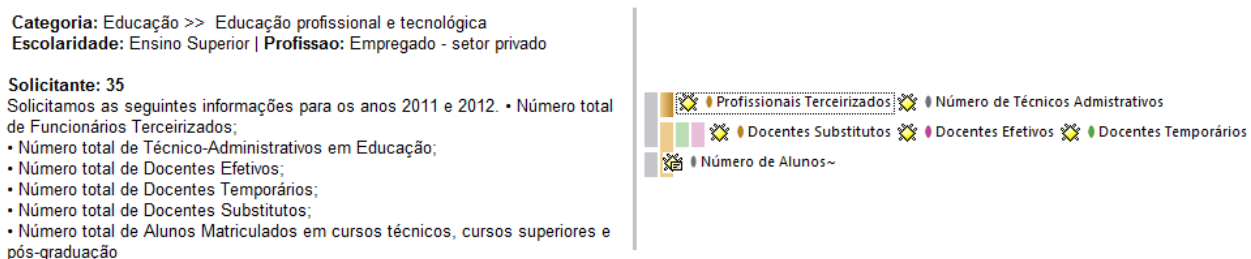 Categoria: Educação >> Educação profissional e tecnológica
Escolaridade: Ensino Superior | Profissao: Empregado - setor privado
Solicitante: 35
Solicitamos as seguintes informações para os anos 2011 e 2012. • Número total
de Funcionários Terceirizados;
• Número total de Técnico-Administrativos em Educação;
• Número total de Docentes Efetivos;
• Número total de Docentes Temporários;
• Número total de Docentes Substitutos;
• Número total de Alunos Matriculados em cursos técnicos, cursos superiores e
pós-graduação
Profissionais Terceirizados Número de Técnicos Admistrativos
Docentes Substitutos Docentes Efetivos Docentes Temporários
Número de Alunos~